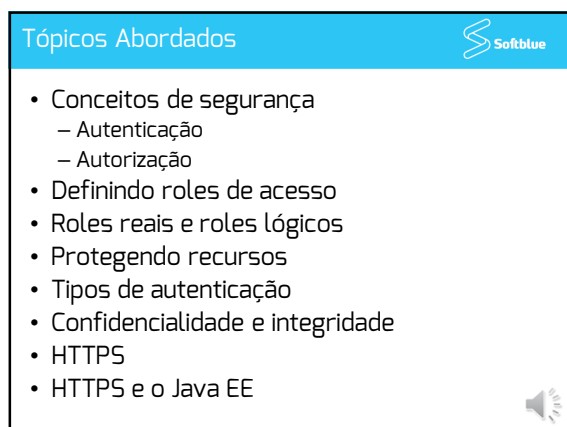 Tópicos Abordados
Softblue
• Conceitos de segurança
– Autenticação
– Autorização
• Definindo roles de acesso
• Roles reais e roles lógicos
• Protegendo recursos
• Tipos de autenticação
• Confidencialidade e integridade
• HTTPS
• HTTPS e o Java EE